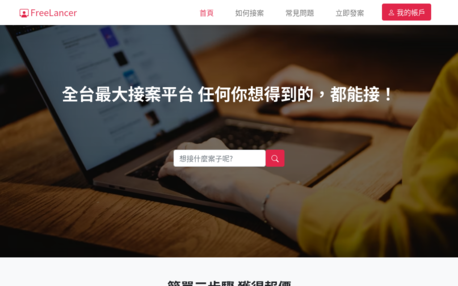 FreeLancer
首頁
如何接案
常見問題
立即發案
我的帳戶
全台最大接案平台 任何你想得到的，都能接！
想接什麼案子呢?
簡單三步驟 獲得報價